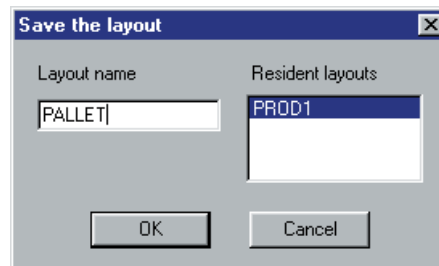 Save the layout
Layout name
Resident layouts
PALLET
PROD1
OK
Cancel